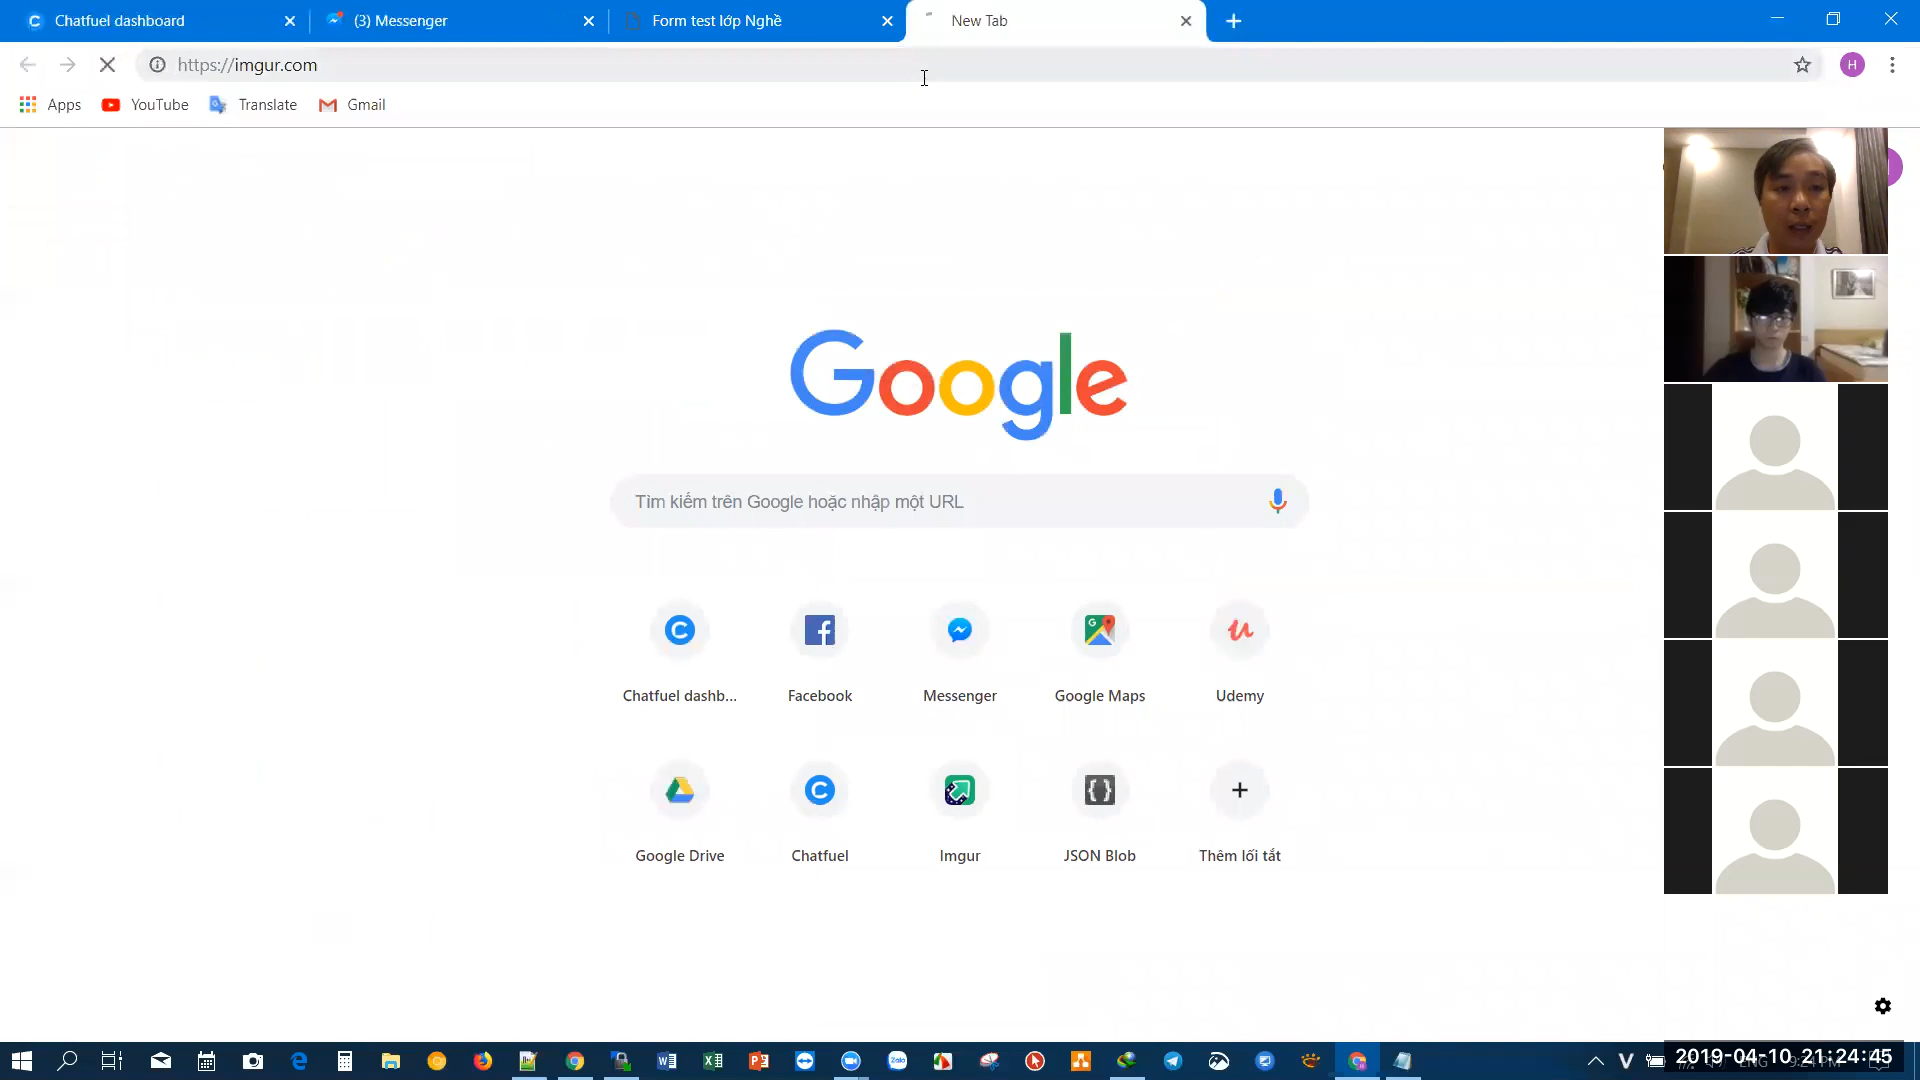 Chatfuel dashboard
(3) Messenger
Form test lớp Nghề
New Tab
https://imgur.com
H
Apps
YouTube
Translate
Gmail
Google
Tìm kiếm trên Google hoặc nhập một URL
Chatfuel dashb...
Facebook
Messenger
Google Maps
Udemy
Google Drive
Chatfuel
Imgur
JSON Blob
Thêm lối tắt
2019-04-10 21:24:45